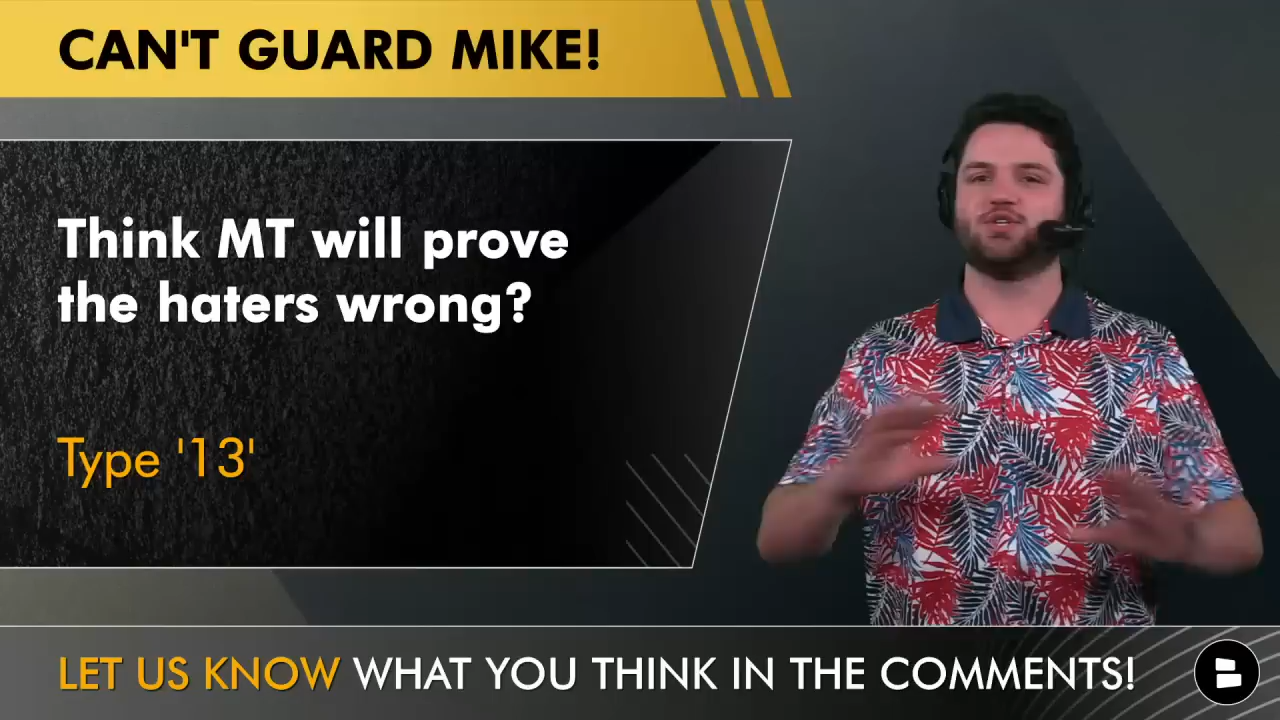 CAN'T GUARD MIKE!
Think MT will prove
the haters wrong?
Type '13'
LET US KNOW WHAT YOU THINK IN THE COMMENTS!